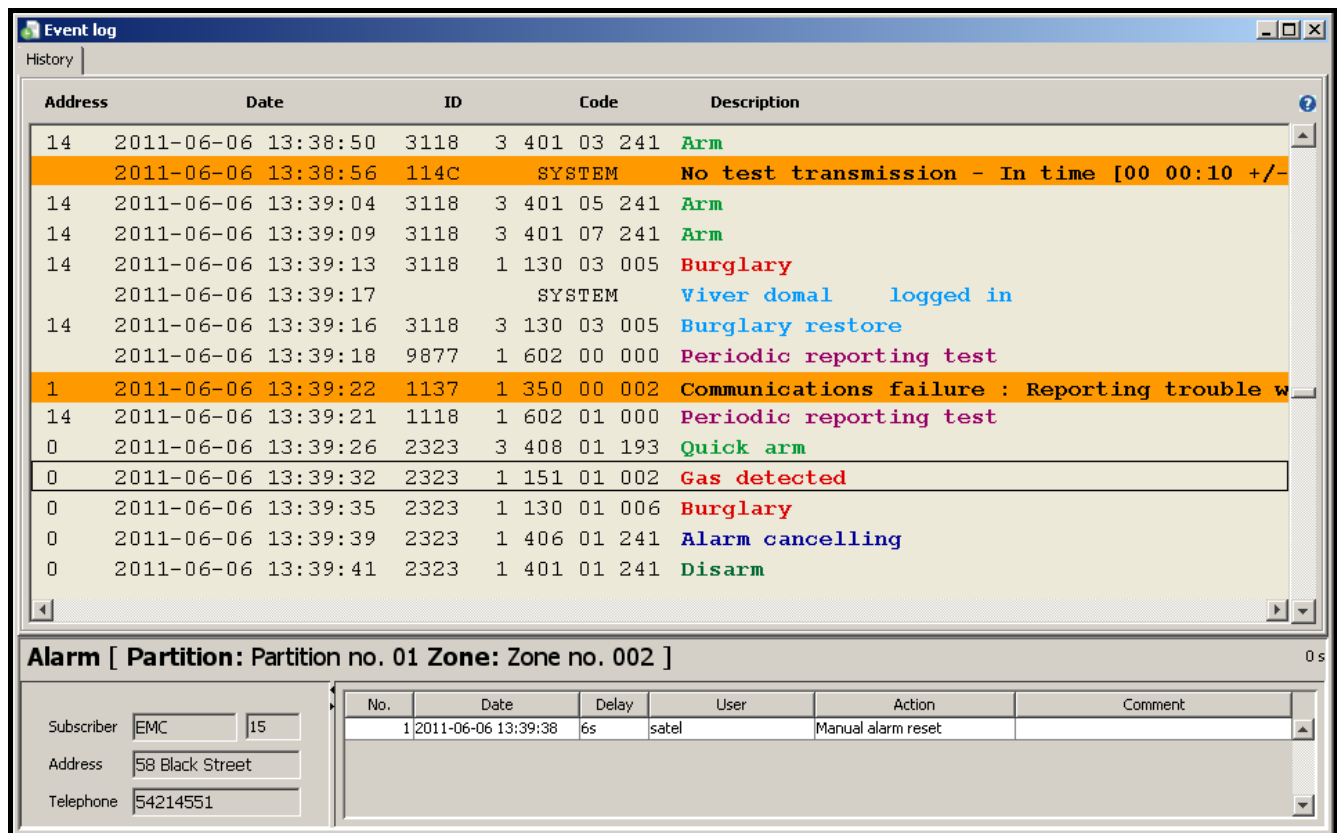 Event log
History
Address Date ID Code Description
14 2011-06-06 13:38:50 3118 3 401 03 241 Arm
2011-06-06 13:38:56 114C SYSTEM No test transmission - In time [00 00:10 +/-
14 2011-06-06 13:39:04 3118 3 401 05 241 Arm
14 2011-06-06 13:39:09 3118 3 401 07 241 Arm
14 2011-06-06 13:39:13 3118 1 130 03 005 Burglary
2011-06-06 13:39:17 SYSTEM Viver domal logged in
14 2011-06-06 13:39:16 3118 3 130 03 005 Burglary restore
2011-06-06 13:39:18 9877 1 602 00 000 Periodic reporting test
1 2011-06-06 13:39:22 1137 1 350 00 002 Communications failure : Reporting trouble w
14 2011-06-06 13:39:21 1118 1 602 01 000 Periodic reporting test
0 2011-06-06 13:39:26 2323 3 408 01 193 Quick arm
0 2011-06-06 13:39:32 2323 1 151 01 002 Gas detected
0 2011-06-06 13:39:35 2323 1 130 01 006 Burglary
0 2011-06-06 13:39:39 2323 1 406 01 241 Alarm cancelling
0 2011-06-06 13:39:41 2323 1 401 01 241 Disarm
Alarm [ Partition: Partition no. 01 Zone: Zone no. 002 ] 0 s
Subscriber EMC 15
Address 58 Black Street
Telephone 54214551
No. Date Delay User Action Comment
1 2011-06-06 13:39:38 6s satel Manual alarm reset